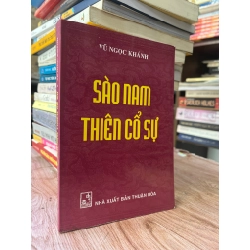 VŨ NGỌC KHÁNH
SÀO NAM
THIÊN CỔ SỰ
NHÀ XUẤT BẢN THUẬN HÓA